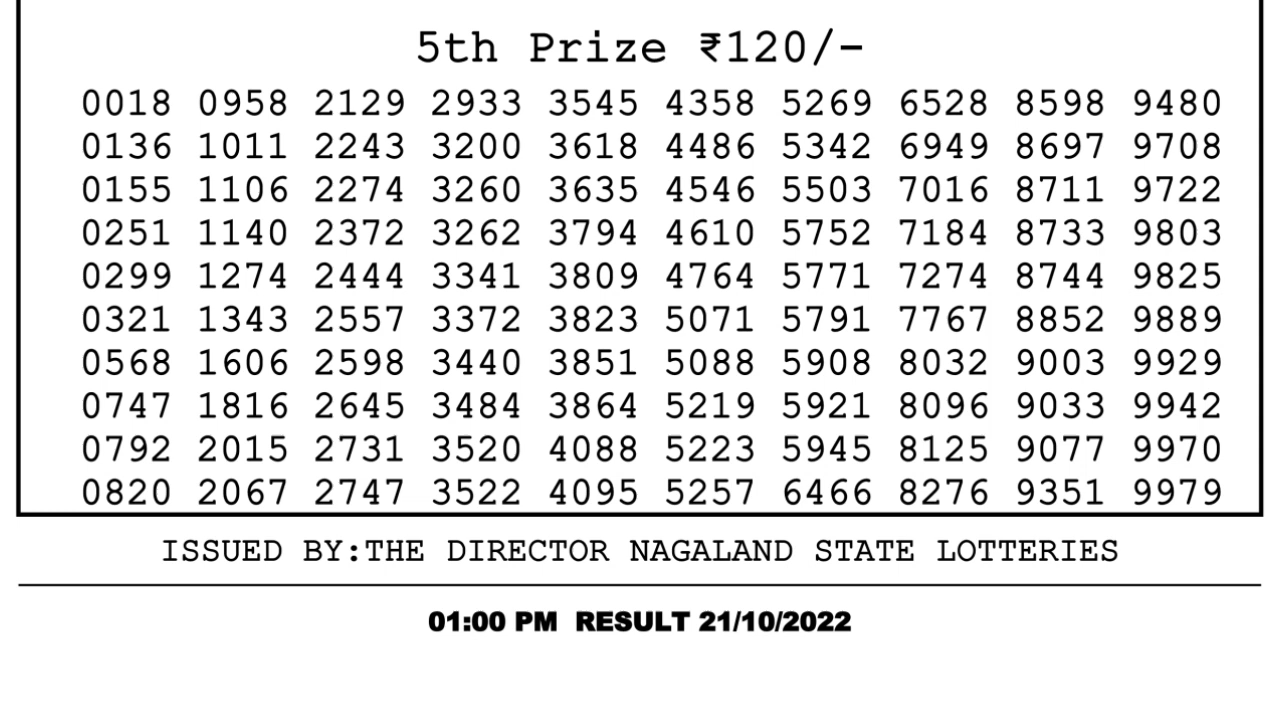 5th Prize ₹120/-
0018 0958 2129 2933 3545 4358 5269 6528 8598 9480
0136 1011 2243 3200 3618 4486 5342 6949 8697 9708
0155 1106 2274 3260 3635 4546 5503 7016 8711 9722
0251 1140 2372 3262 3794 4610 5752 7184 8733 9803
0299 1274 2444 3341 3809 4764 5771 7274 8744 9825
0321 1343 2557 3372 3823 5071 5791 7767 8852 9889
0568 1606 2598 3440 3851 5088 5908 8032 9003 9929
0747 1816 2645 3484 3864 5219 5921 8096 9033 9942
0792 2015 2731 3520 4088 5223 5945 8125 9077 9970
0820 2067 2747 3522 4095 5257 6466 8276 9351 9979
ISSUED BY:THE DIRECTOR NAGALAND STATE LOTTERIES
01:00 PM RESULT 21/10/2022